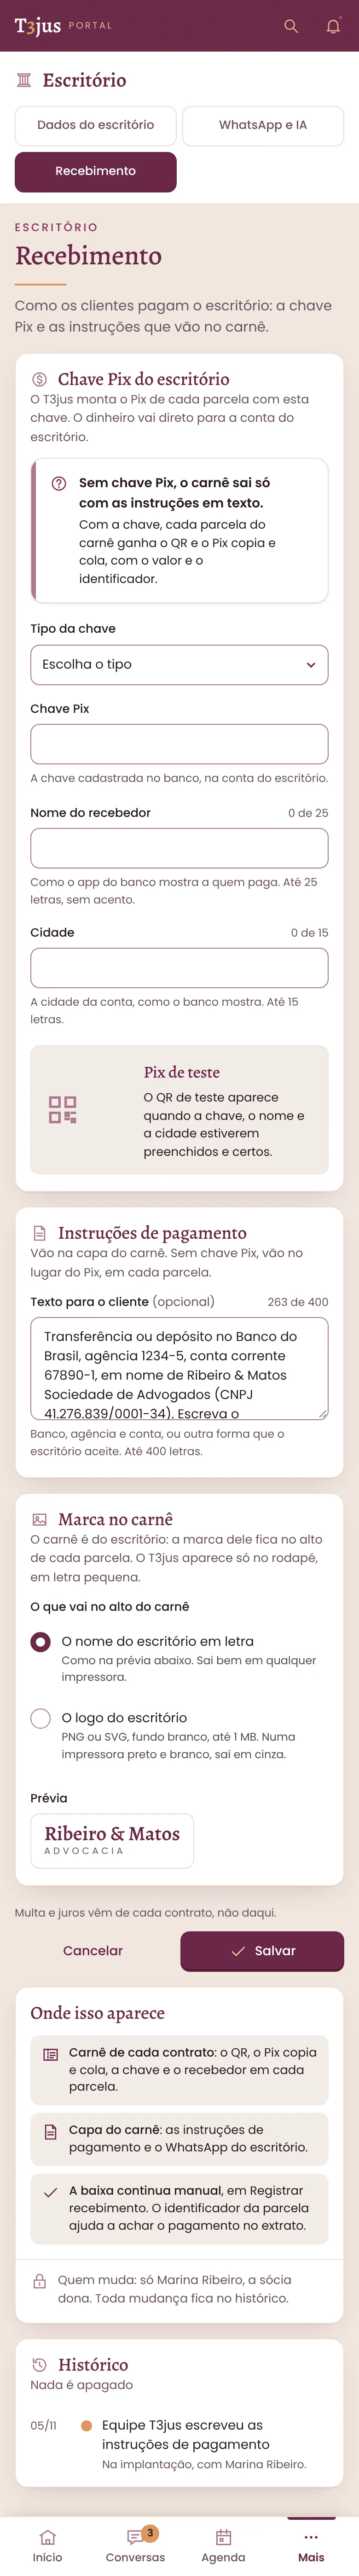 T3jus PORTAL
Escritório
Dados do escritório
WhatsApp e IA
Recebimento
ESCRITÓRIO
Recebimento
Como os clientes pagam o escritório: a chave
Pix e as instruções que vão no carnê.
Chave Pix do escritório
O T3jus monta o Pix de cada parcela com esta
chave. O dinheiro vai direto para a conta do
escritório.
Sem chave Pix, o carnê sai só
com as instruções em texto.
Com a chave, cada parcela do
carnê ganha o QR e o Pix copia e
cola, com o valor e o
identificador.
Tipo da chave
Escolha o tipo
Chave Pix
A chave cadastrada no banco, na conta do escritório.
Nome do recebedor 0 de 25
Como o app do banco mostra a quem paga. Até 25
letras, sem acento.
Cidade 0 de 15
A cidade da conta, como o banco mostra. Até 15
letras.
Pix de teste
O QR de teste aparece
quando a chave, o nome e
a cidade estiverem
preenchidos e certos.
Instruções de pagamento
Vão na capa do carnê. Sem chave Pix, vão no
lugar do Pix, em cada parcela.
Texto para o cliente (opcional) 263 de 400
Transferência ou depósito no Banco do
Brasil, agência 1234-5, conta corrente
67890-1, em nome de Ribeiro & Matos
Sociedade de Advogados (CNPJ
41.276.839/0001-34). Escreva o
Banco, agência e conta, ou outra forma que o
escritório aceite. Até 400 letras.
Marca no carnê
O carnê é do escritório: a marca dele fica no alto
de cada parcela. O T3jus aparece só no rodapé,
em letra pequena.
O que vai no alto do carnê
O nome do escritório em letra
Como na prévia abaixo. Sai bem em qualquer
impressora.
O logo do escritório
PNG ou SVG, fundo branco, até 1 MB. Numa
impressora preto e branco, sai em cinza.
Prévia
Ribeiro & Matos
ADVOCACIA
Multa e juros vêm de cada contrato, não daqui.
Cancelar
Salvar
Onde isso aparece
Carnê de cada contrato: o QR, o Pix copia
e cola, a chave e o recebedor em cada
parcela.
Capa do carnê: as instruções de
pagamento e o WhatsApp do escritório.
A baixa continua manual, em Registrar
recebimento. O identificador da parcela
ajuda a achar o pagamento no extrato.
Quem muda: só Marina Ribeiro, a sócia
dona. Toda mudança fica no histórico.
Histórico
Nada é apagado
05/11 Equipe T3jus escreveu as
instruções de pagamento
Na implantação, com Marina Ribeiro.
3
Início
Conversas
Agenda
Mais